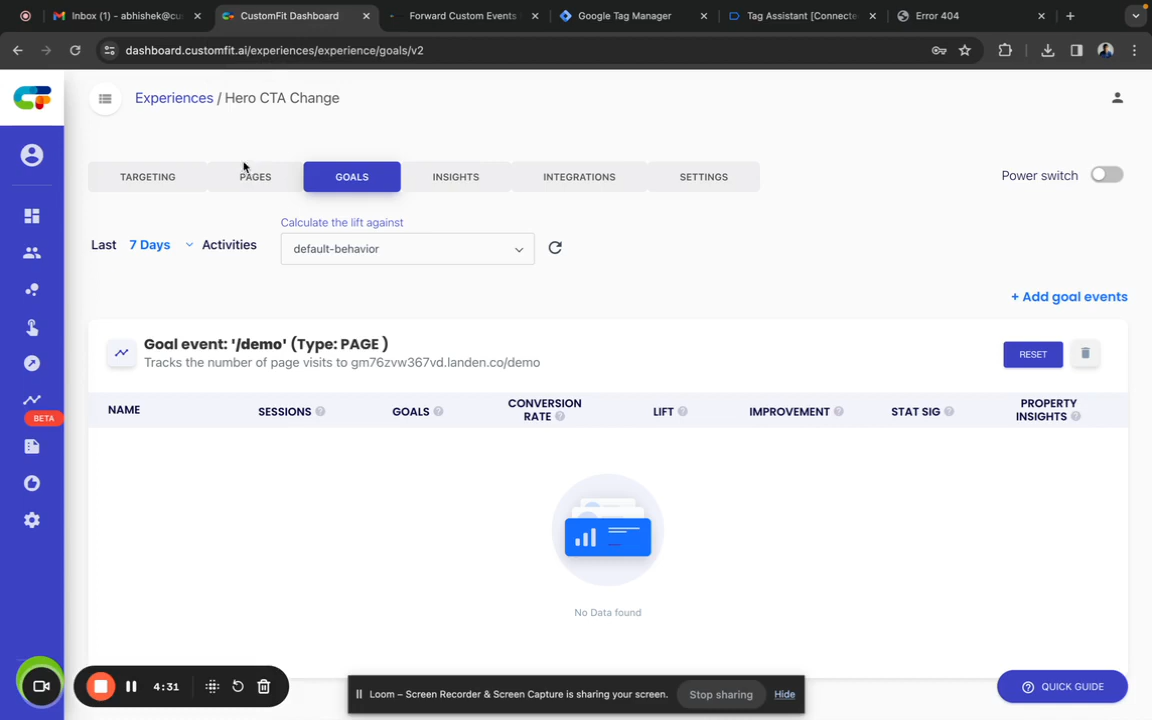 Inbox (1) – abhishek@cus
CustomFit Dashboard
Forward Custom Events
Google Tag Manager
Tag Assistant [Connecte
Error 404
dashboard.customfit.ai/experiences/experience/goals/v2
Experiences / Hero CTA Change
TARGETING
PAGES
GOALS
INSIGHTS
INTEGRATIONS
SETTINGS
Power switch
Calculate the lift against
Last 7 Days Activities
default-behavior
+ Add goal events
Goal event: '/demo' (Type: PAGE )
Tracks the number of page visits to gm76zvw367vd.landen.co/demo
RESET
NAME
SESSIONS ?
GOALS ?
CONVERSION
RATE ?
LIFT ?
IMPROVEMENT ?
STAT SIG ?
PROPERTY
INSIGHTS ?
BETA
No Data found
4:31
Loom – Screen Recorder & Screen Capture is sharing your screen.
Stop sharing
Hide
? QUICK GUIDE